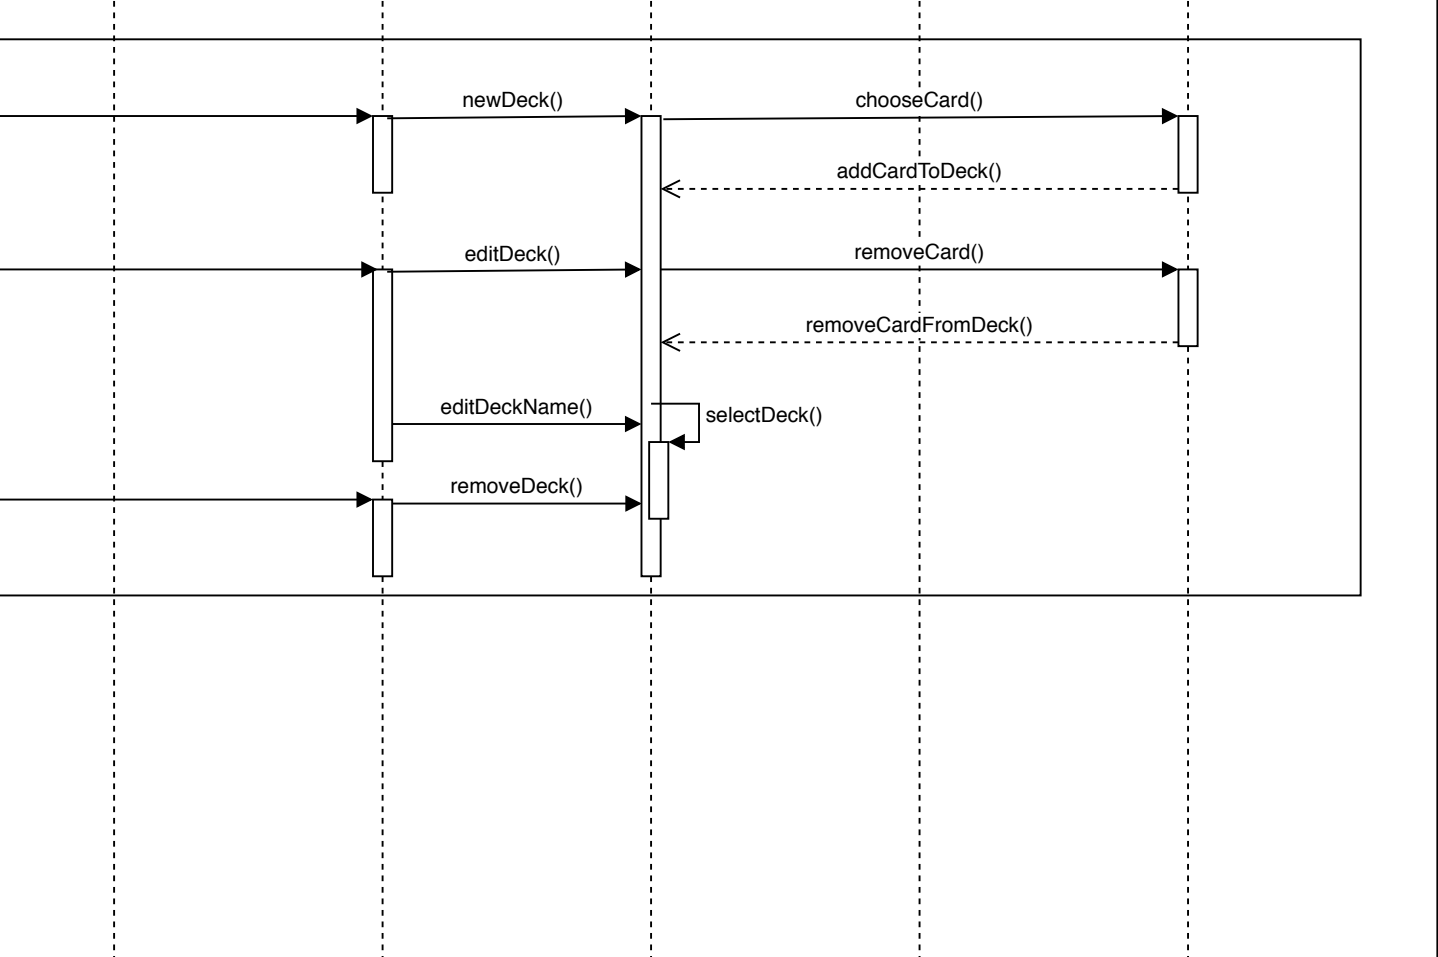 newDeck()
chooseCard()
addCardToDeck()
editDeck()
removeCard()
removeCardFromDeck()
editDeckName()
selectDeck()
removeDeck()